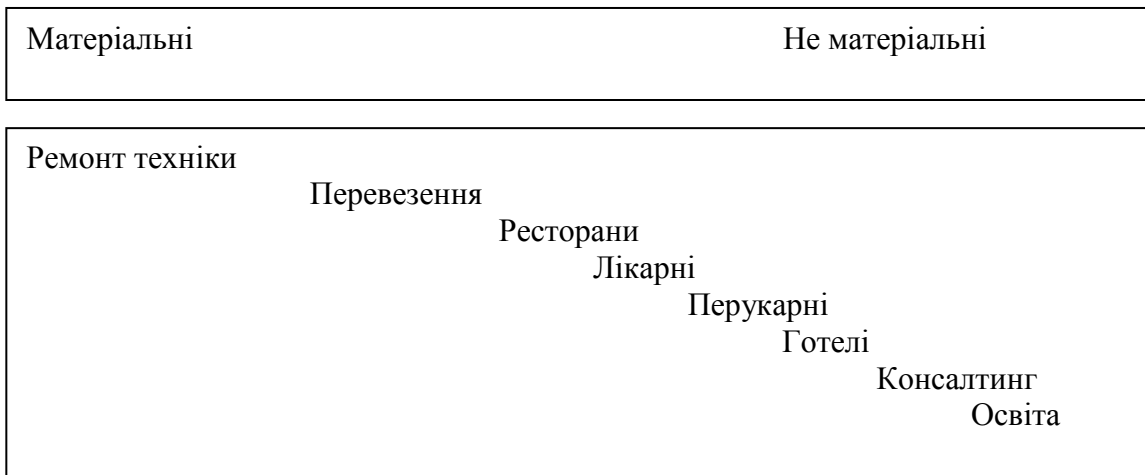 Матеріальні Не матеріальні
Ремонт техніки
Перевезення
Ресторани
Лікарні
Перукарні
Готелі
Консалтинг
Освіта